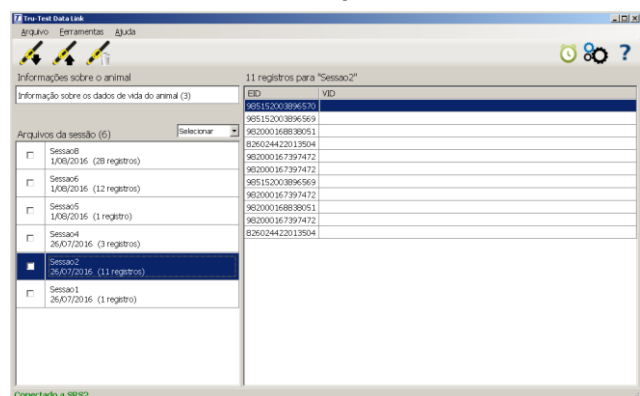 Tru-Test Data Link
Arquivo Ferramentas Ajuda
Informações sobre o animal
Informação sobre os dados de vida do animal (3)
Arquivos da sessão (6)
Selecionar
Sessao8
1/08/2016 (28 registros)
Sessao6
1/08/2016 (12 registros)
Sessao5
1/08/2016 (1 registro)
Sessao4
26/07/2016 (3 registros)
Sessao2
26/07/2016 (11 registros)
Sessao1
26/07/2016 (1 registro)
11 registros para "Sessao2"
EID VID
985152003896570
985152003896569
982000168838051
826024422013504
982000167397472
982000167397472
985152003896569
982000167397472
982000168838051
982000167397472
826024422013504
Conectado a SRS2